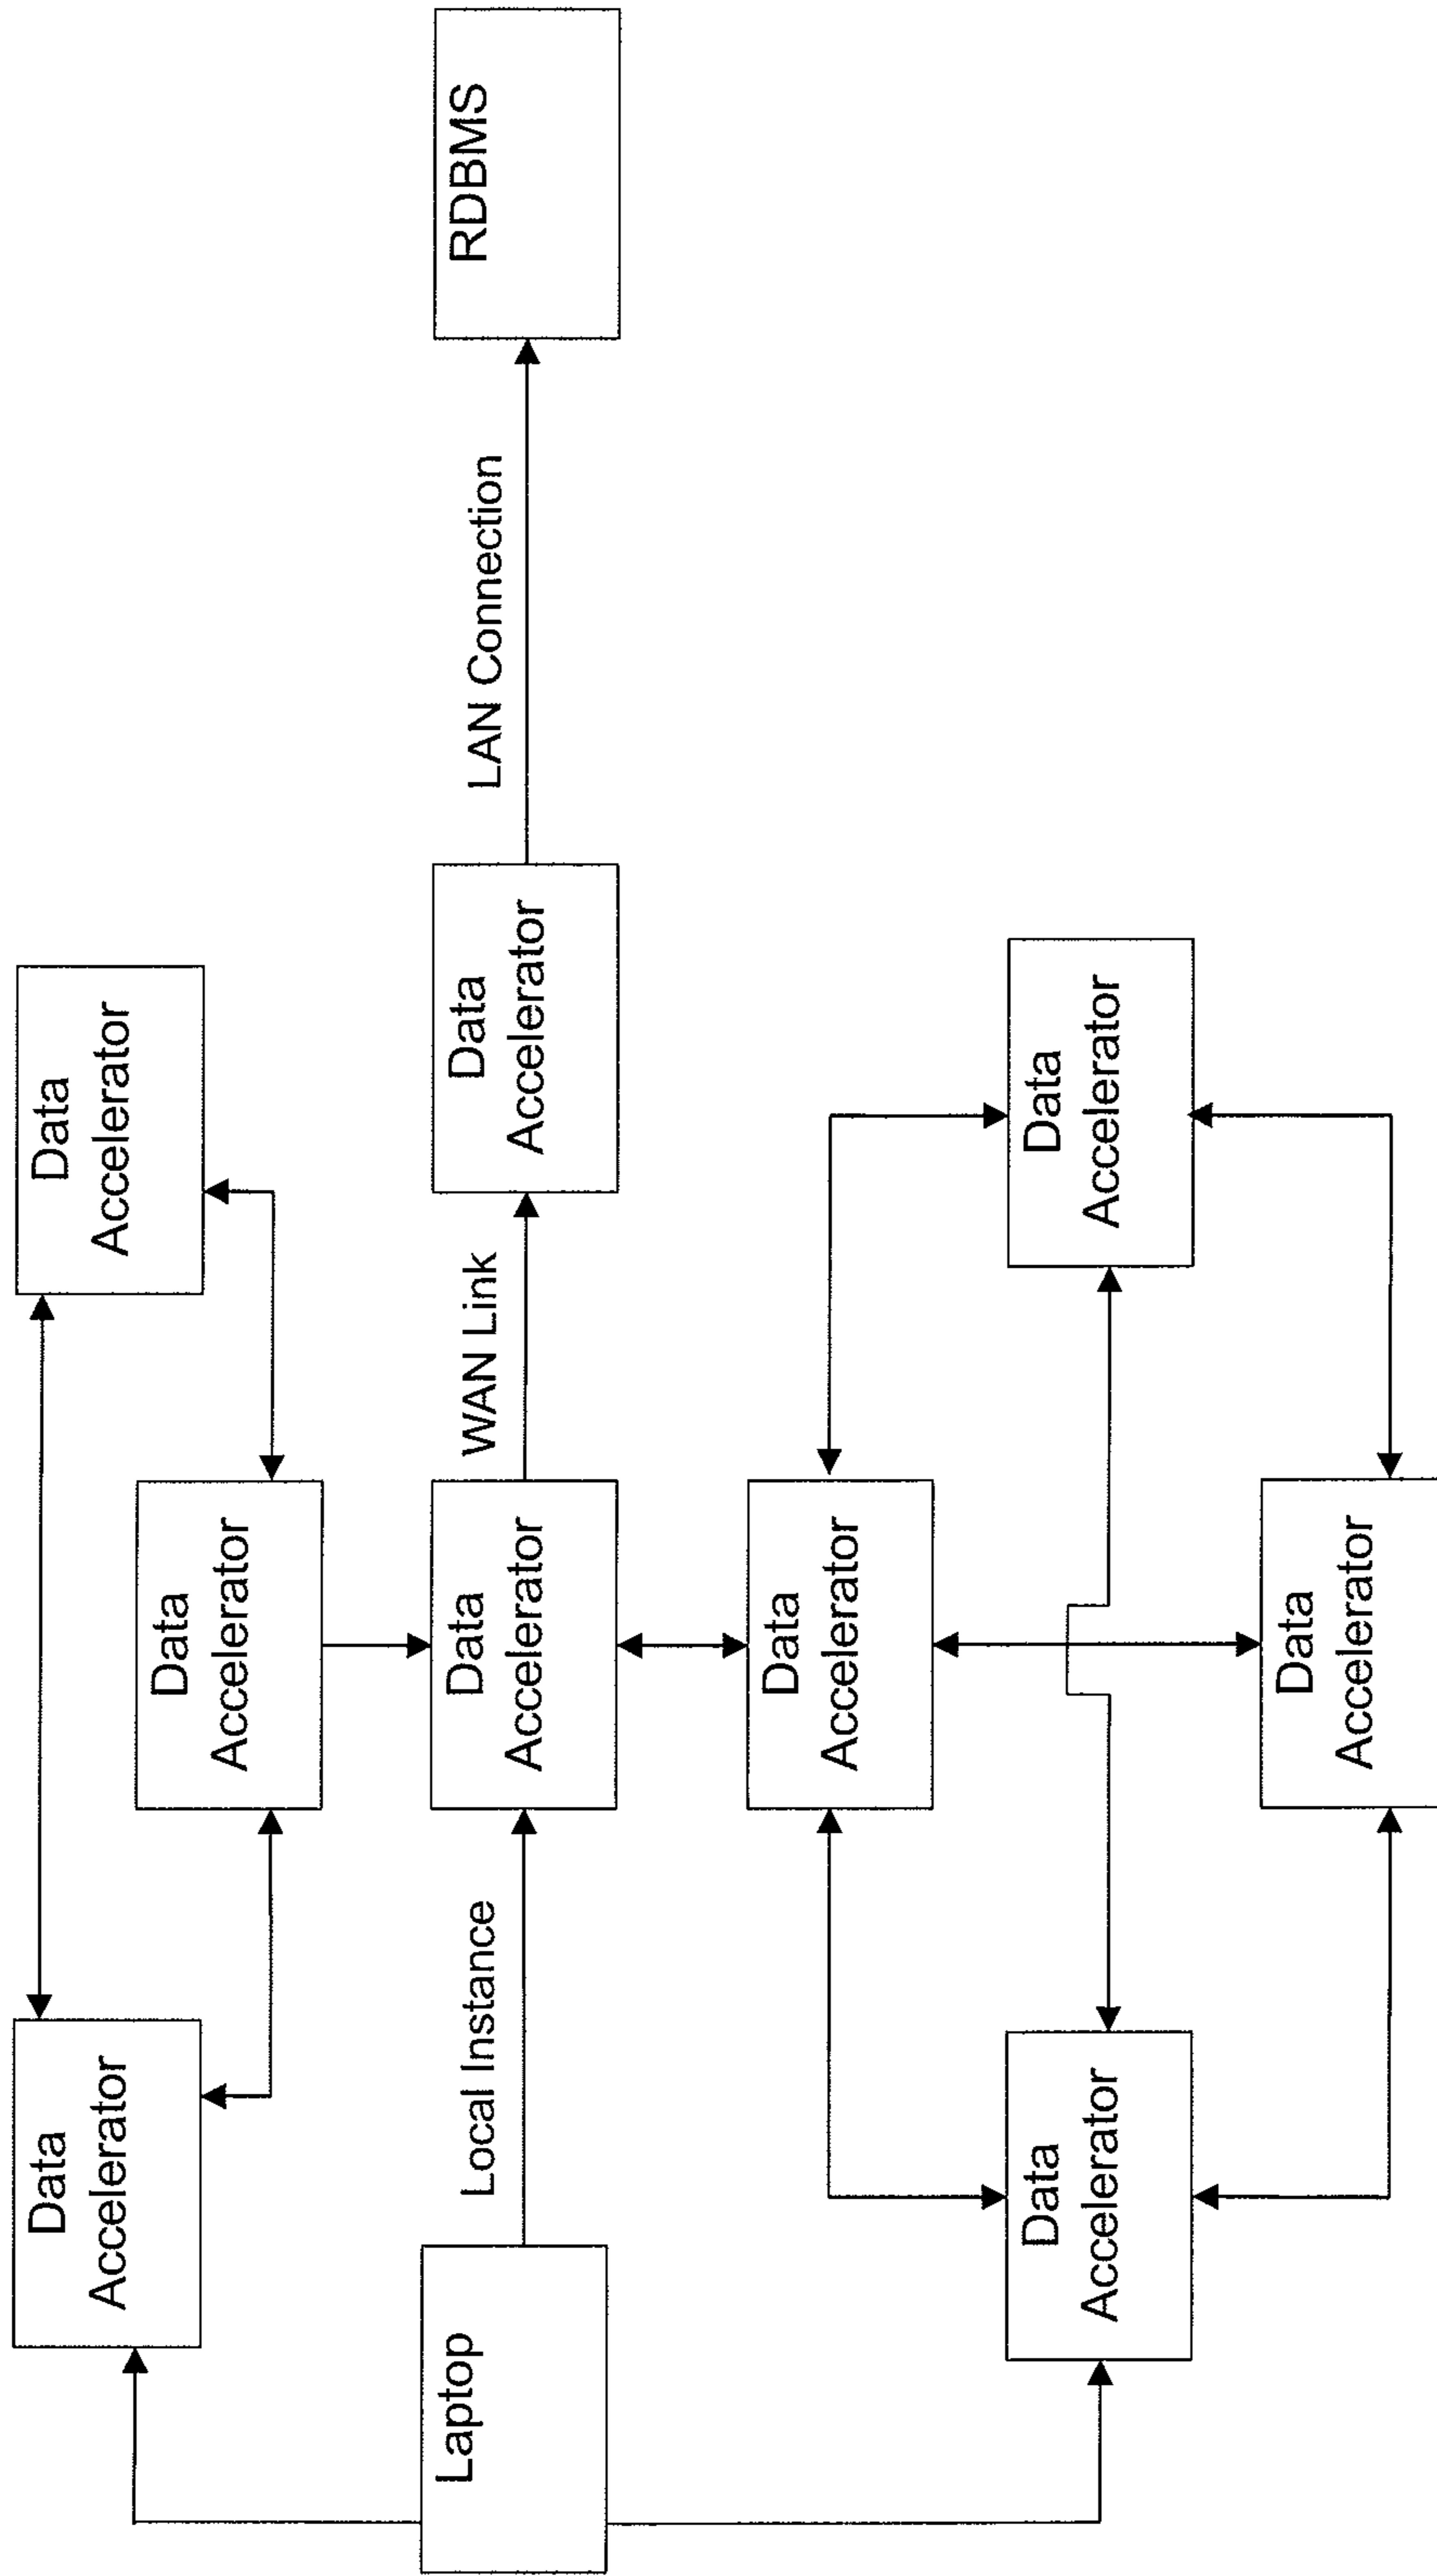 Data
Accelerator
Data
Accelerator
Data
Accelerator
Laptop
Local Instance
Data
Accelerator
WAN Link
Data
Accelerator
LAN Connection
RDBMS
Data
Accelerator
Data
Accelerator
Data
Accelerator
Data
Accelerator